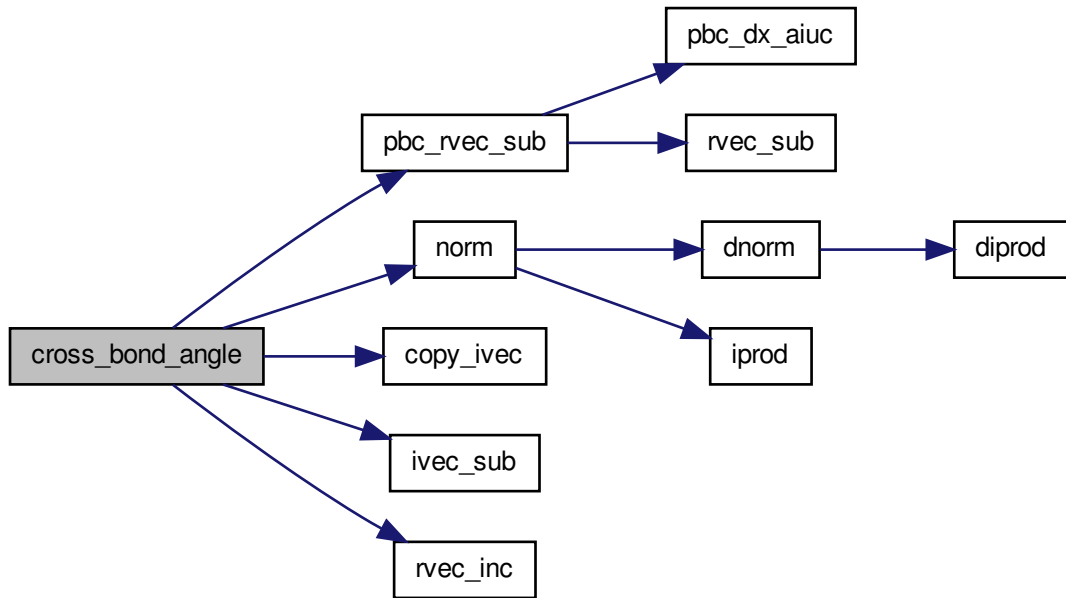 pbc_dx_aiuc
pbc_rvec_sub
rvec_sub
norm
dnorm
diprod
cross_bond_angle
copy_ivec
iprod
ivec_sub
rvec_inc